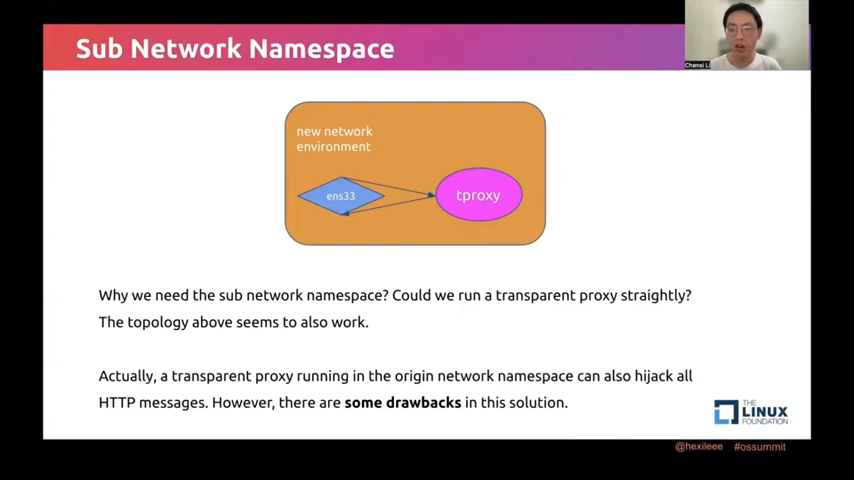 Sub Network Namespace
Chenxi Li
new network
environment
ens33
tproxy
Why we need the sub network namespace? Could we run a transparent proxy straightly?
The topology above seems to also work.
Actually, a transparent proxy running in the origin network namespace can also hijack all
HTTP messages. However, there are some drawbacks in this solution.
THE
LINUX
FOUNDATION
@hexileee #ossummit